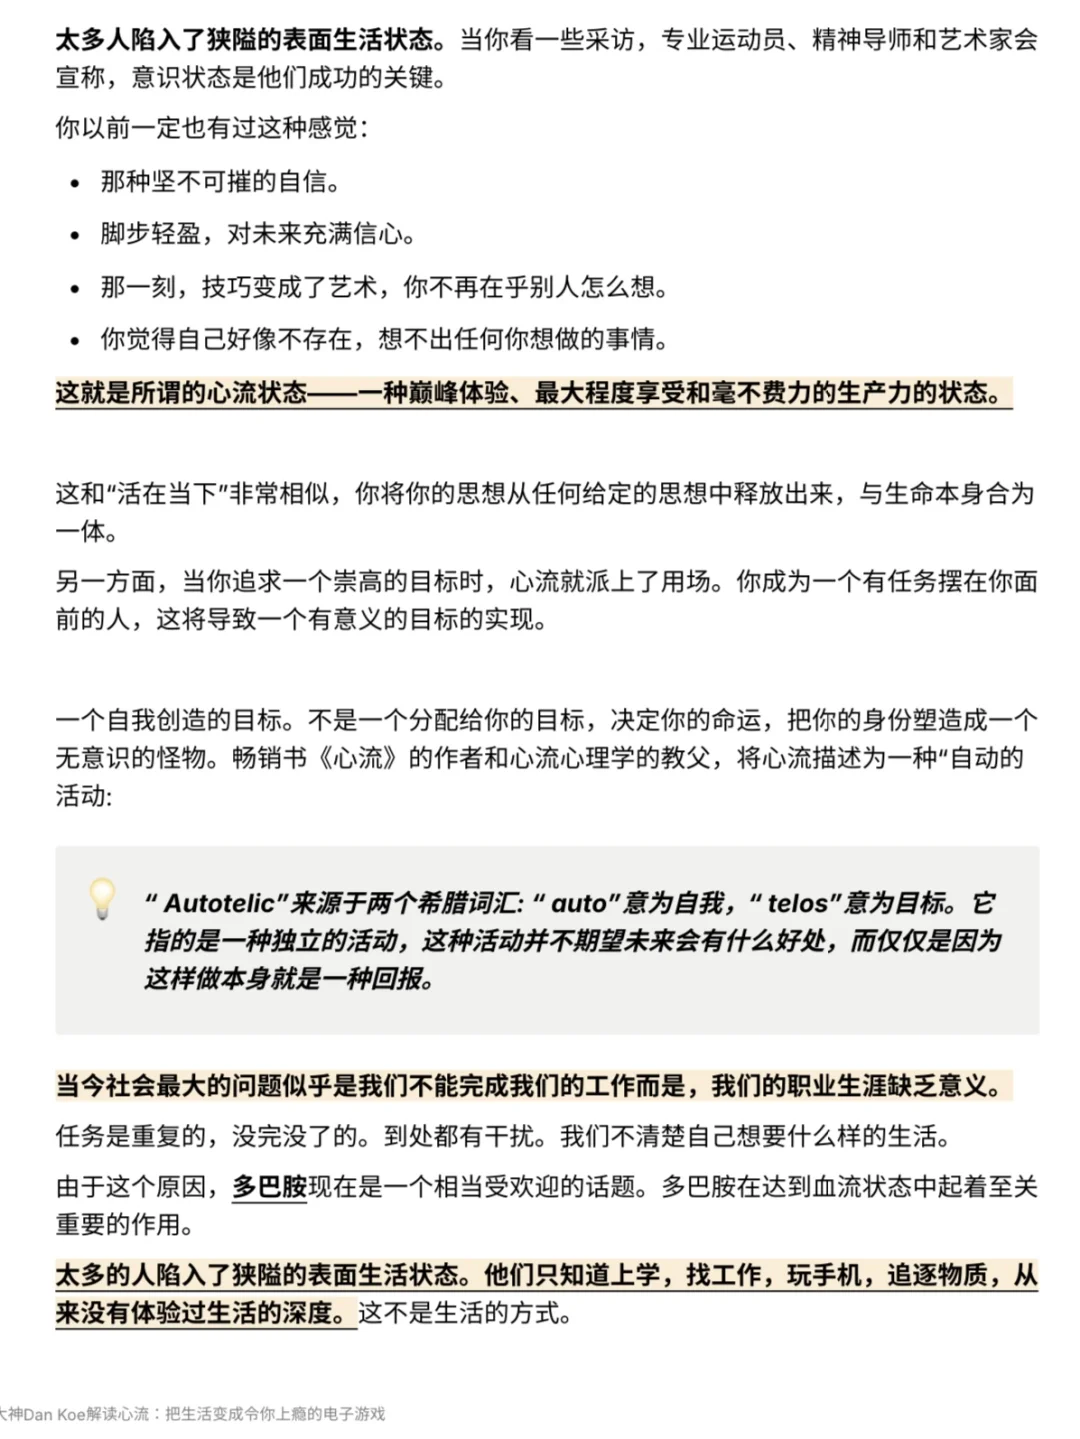 太多人陷入了狭隘的表面生活状态。当你看一些采访，专业运动员、精神导师和艺术家会
宣称，意识状态是他们成功的关键。
你以前一定也有过这种感觉：
• 那种坚不可摧的自信。
• 脚步轻盈，对未来充满信心。
• 那一刻，技巧变成了艺术，你不再在乎别人怎么想。
• 你觉得自己好像不存在，想不出任何你想做的事情。
这就是所谓的心流状态——一种巅峰体验、最大程度享受和毫不费力的生产力的状态。
这和“活在当下”非常相似，你将你的思想从任何给定的思想中释放出来，与生命本身合为
一体。
另一方面，当你追求一个崇高的目标时，心流就派上了用场。你成为一个有任务摆在你面
前的人，这将导致一个有意义的目标的实现。
一个自我创造的目标。不是一个分配给你的目标，决定你的命运，把你的身份塑造成一个
无意识的怪物。畅销书《心流》的作者和心流心理学的教父，将心流描述为一种“自动的
活动:
“ Autotelic”来源于两个希腊词汇: “ auto”意为自我，“ telos”意为目标。它
指的是一种独立的活动，这种活动并不期望未来会有什么好处，而仅仅是因为
这样做本身就是一种回报。
当今社会最大的问题似乎是我们不能完成我们的工作而是，我们的职业生涯缺乏意义。
任务是重复的，没完没了的。到处都有干扰。我们不清楚自己想要什么样的生活。
由于这个原因，多巴胺现在是一个相当受欢迎的话题。多巴胺在达到血流状态中起着至关
重要的作用。
太多的人陷入了狭隘的表面生活状态。他们只知道上学，找工作，玩手机，追逐物质，从
来没有体验过生活的深度。这不是生活的方式。
大神Dan Koe解读心流：把生活变成令你上瘾的电子游戏